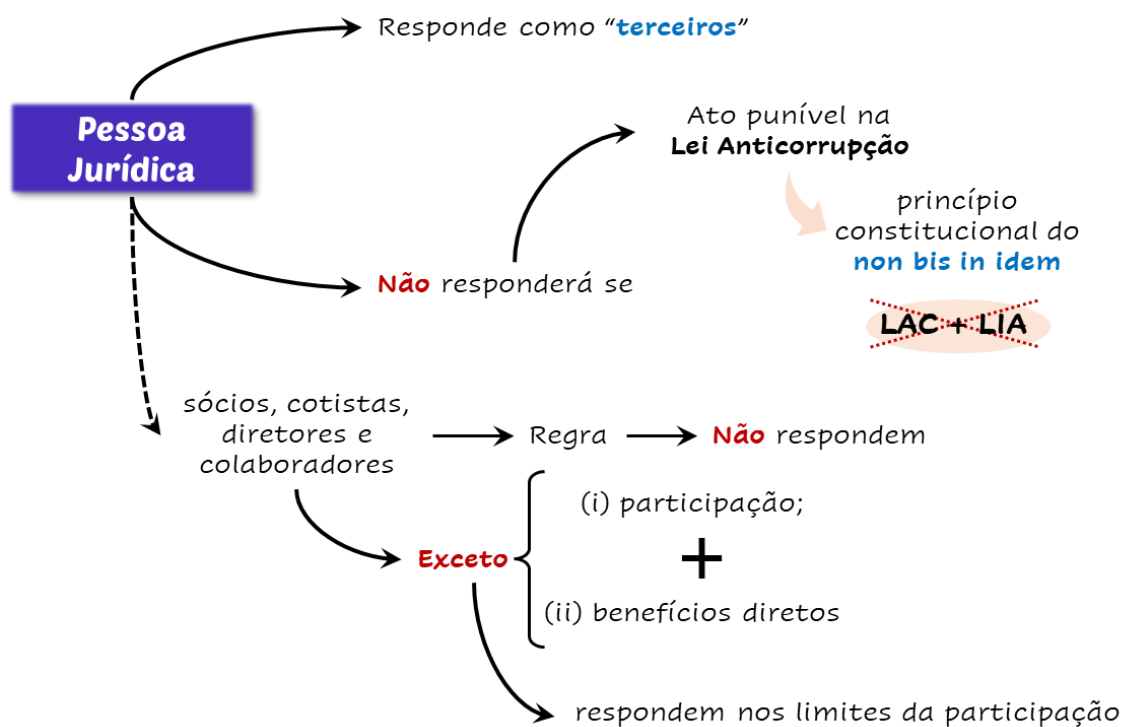 Responde como “terceiros”
Pessoa
Jurídica
Ato punível na
Lei Anticorrupção
princípio
constitucional do
non bis in idem
Não responderá se
LAC + LIA
sócios, cotistas,
diretores e
colaboradores
Regra
Não respondem
(i) participação;
+
Exceto
(ii) benefícios diretos
respondem nos limites da participação